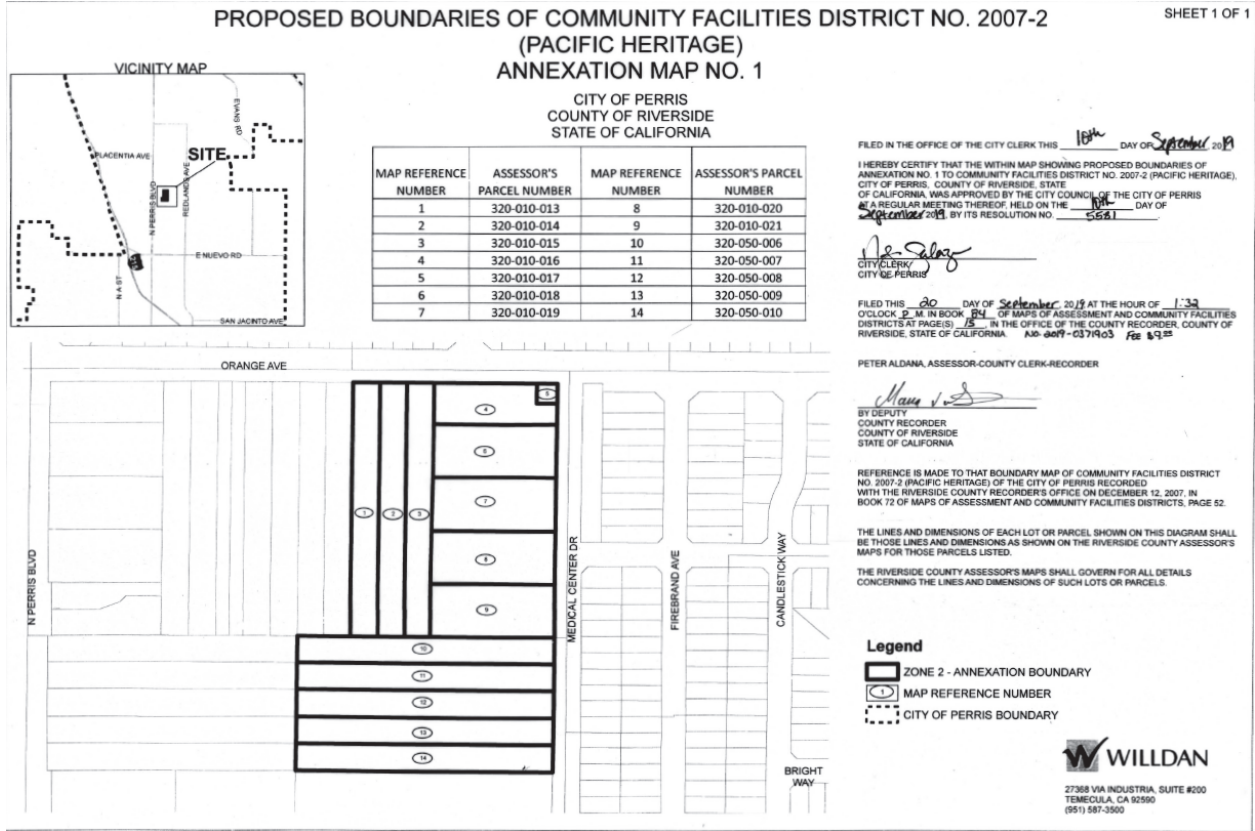 PROPOSED BOUNDARIES OF COMMUNITY FACILITIES DISTRICT NO. 2007-2
(PACIFIC HERITAGE)
ANNEXATION MAP NO. 1
SHEET 1 OF 1
CITY OF PERRIS
COUNTY OF RIVERSIDE
STATE OF CALIFORNIA
VICINITY MAP
EVANS RD
PLACENTIA AVE
SITE
N PERRIS BLVD
REDLANDS AVE
E NUEVO RD
N A ST
SAN JACINTO AVE
MAP REFERENCE NUMBER ASSESSOR'S PARCEL NUMBER MAP REFERENCE NUMBER ASSESSOR'S PARCEL NUMBER
1 320-010-013 8 320-010-020
2 320-010-014 9 320-010-021
3 320-010-015 10 320-050-006
4 320-010-016 11 320-050-007
5 320-010-017 12 320-050-008
6 320-010-018 13 320-050-009
7 320-010-019 14 320-050-010
FILED IN THE OFFICE OF THE CITY CLERK THIS 10th DAY OF September, 2019
I HEREBY CERTIFY THAT THE WITHIN MAP SHOWING PROPOSED BOUNDARIES OF
ANNEXATION NO. 1 TO COMMUNITY FACILITIES DISTRICT NO. 2007-2 (PACIFIC HERITAGE),
CITY OF PERRIS, COUNTY OF RIVERSIDE, STATE
OF CALIFORNIA, WAS APPROVED BY THE CITY COUNCIL OF THE CITY OF PERRIS
AT A REGULAR MEETING THEREOF, HELD ON THE 10th DAY OF
September 2019, BY ITS RESOLUTION NO. 5581
CITY CLERK
CITY OF PERRIS
FILED THIS 20 DAY OF September, 2019 AT THE HOUR OF 1:32
O'CLOCK P M. IN BOOK 84 OF MAPS OF ASSESSMENT AND COMMUNITY FACILITIES
DISTRICTS AT PAGE(S) 15, IN THE OFFICE OF THE COUNTY RECORDER, COUNTY OF
RIVERSIDE, STATE OF CALIFORNIA. No. 2019-0371903 Fee $9.00
PETER ALDANA, ASSESSOR-COUNTY CLERK-RECORDER
BY DEPUTY
COUNTY RECORDER
COUNTY OF RIVERSIDE
STATE OF CALIFORNIA
REFERENCE IS MADE TO THAT BOUNDARY MAP OF COMMUNITY FACILITIES DISTRICT
NO. 2007-2 (PACIFIC HERITAGE) OF THE CITY OF PERRIS RECORDED
WITH THE RIVERSIDE COUNTY RECORDER'S OFFICE ON DECEMBER 12, 2007, IN
BOOK 72 OF MAPS OF ASSESSMENT AND COMMUNITY FACILITIES DISTRICTS, PAGE 52.
THE LINES AND DIMENSIONS OF EACH LOT OR PARCEL SHOWN ON THIS DIAGRAM SHALL
BE THOSE LINES AND DIMENSIONS AS SHOWN ON THE RIVERSIDE COUNTY ASSESSOR'S
MAPS FOR THOSE PARCELS LISTED.
THE RIVERSIDE COUNTY ASSESSOR'S MAPS SHALL GOVERN FOR ALL DETAILS
CONCERNING THE LINES AND DIMENSIONS OF SUCH LOTS OR PARCELS.
ORANGE AVE
N PERRIS BLVD
MEDICAL CENTER DR
FIREBRAND AVE
CANDLESTICK WAY
BRIGHT
WAY
4
1
2
7
8
9
10
11
12
13
14
Legend
ZONE 2 - ANNEXATION BOUNDARY
1 MAP REFERENCE NUMBER
CITY OF PERRIS BOUNDARY
WILLDAN
27368 VIA INDUSTRIA, SUITE #200
TEMECULA, CA 92590
(951) 587-3500